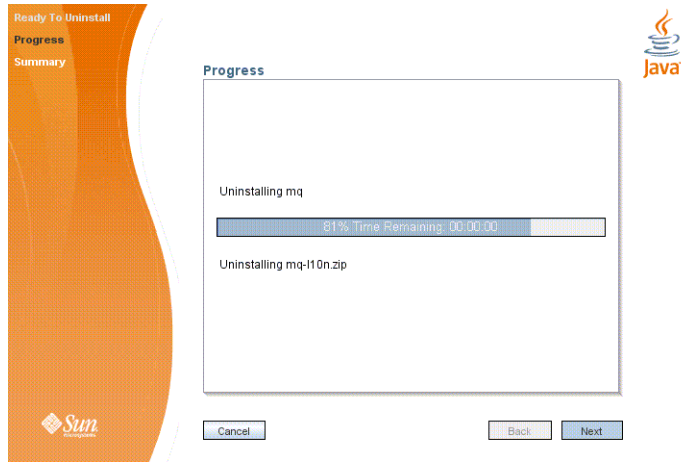 Ready To Uninstall
Progress
Summary
Java
Progress
Uninstalling mq
81% Time Remaining: 00:00:00
Uninstalling mq-l10n.zip
Sun
microsystems
Cancel
Back
Next